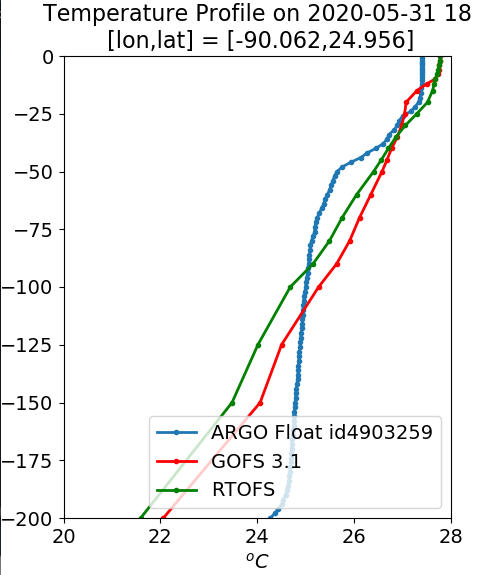 Temperature Profile on 2020-05-31 18
[lon,lat] = [-90.062,24.956]
0
−25
−50
−75
−100
−125
−150
−175
−200
ARGO Float id4903259
GOFS 3.1
RTOFS
20 22 24 26 28
°C